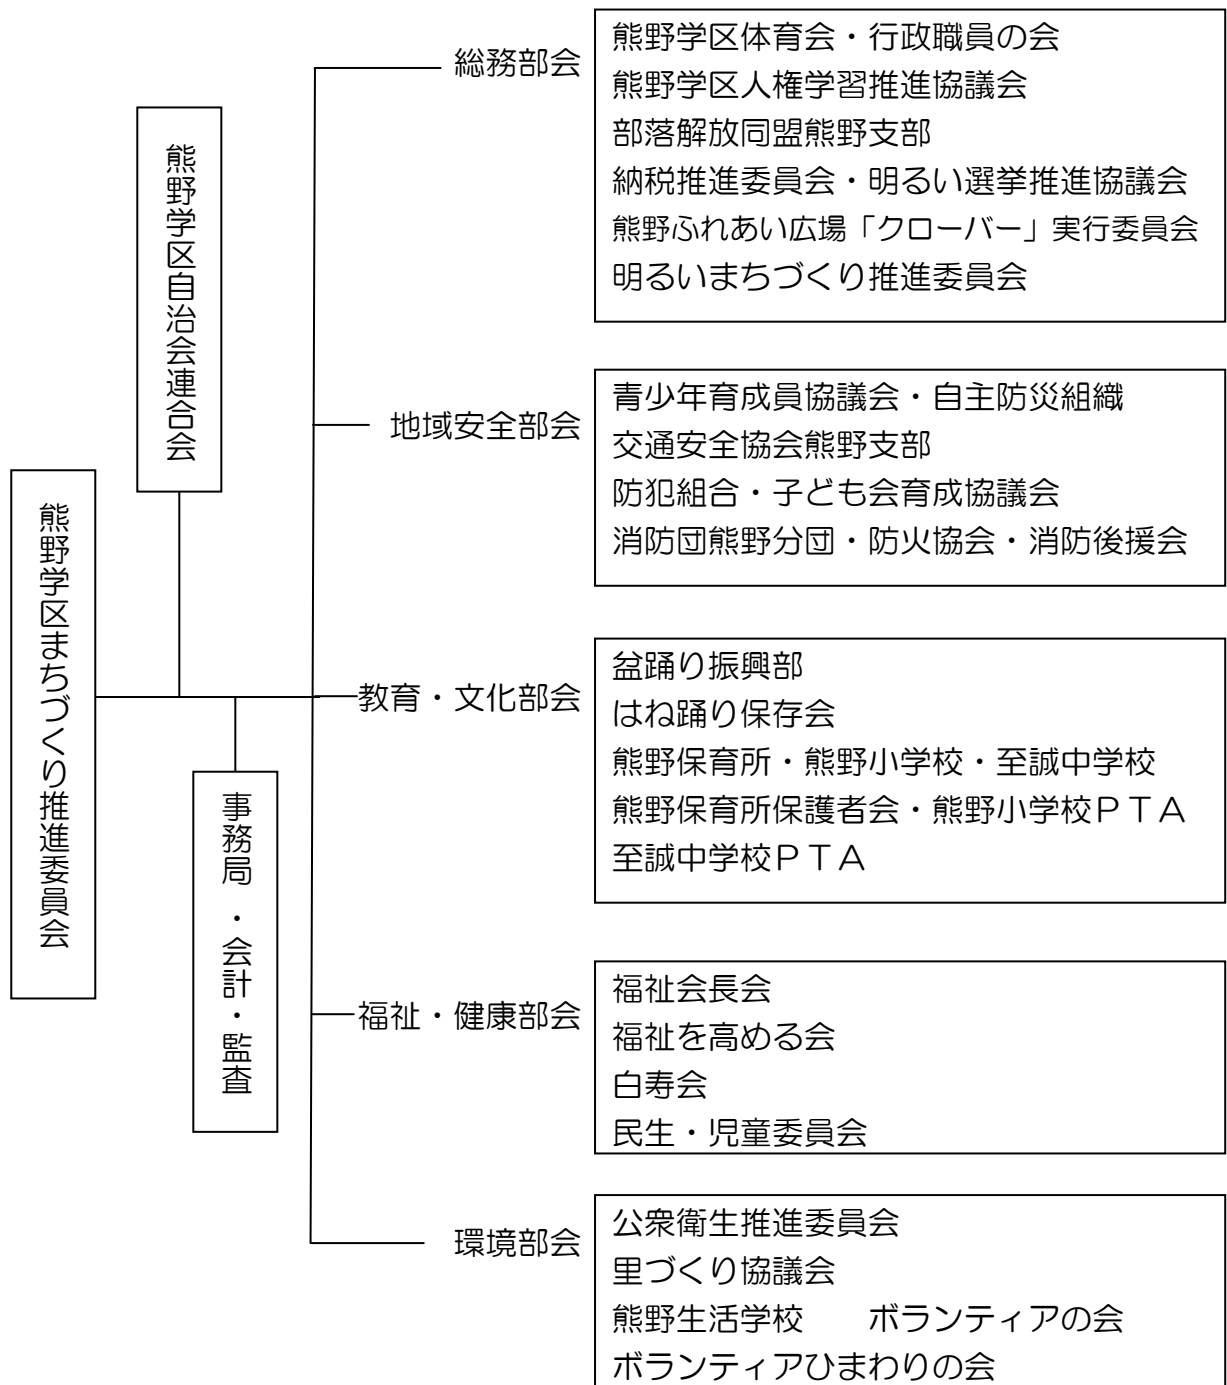 熊野学区まちづくり推進委員会
熊野学区自治会連合会
事務局・会計・監査
総務部会
熊野学区体育会・行政職員の会
熊野学区人権学習推進協議会
部落解放同盟熊野支部
納税推進委員会・明るい選挙推進協議会
熊野ふれあい広場「クローバー」実行委員会
明るいまちづくり推進委員会
地域安全部会
青少年育成員協議会・自主防災組織
交通安全協会熊野支部
防犯組合・子ども会育成協議会
消防団熊野分団・防火協会・消防後援会
教育・文化部会
盆踊り振興部
はね踊り保存会
熊野保育所・熊野小学校・至誠中学校
熊野保育所保護者会・熊野小学校ＰＴＡ
至誠中学校ＰＴＡ
福祉・健康部会
福祉会長会
福祉を高める会
白寿会
民生・児童委員会
環境部会
公衆衛生推進委員会
里づくり協議会
熊野生活学校　　ボランティアの会
ボランティアひまわりの会